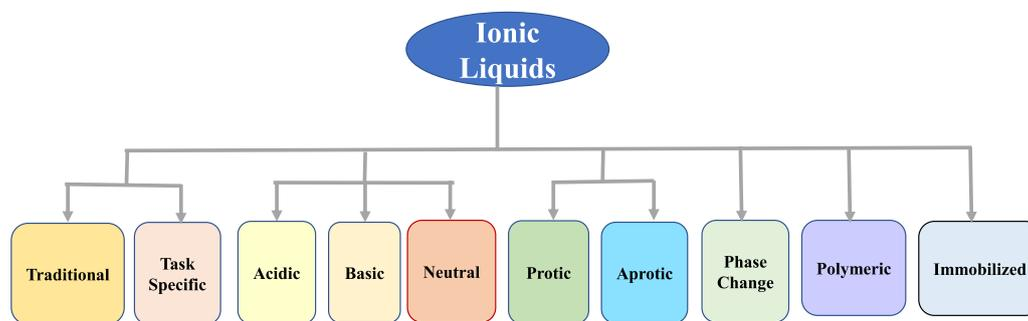 Ionic
Liquids
Traditional
Task
Specific
Acidic
Basic
Neutral
Protic
Aprotic
Phase
Change
Polymeric
Immobilized